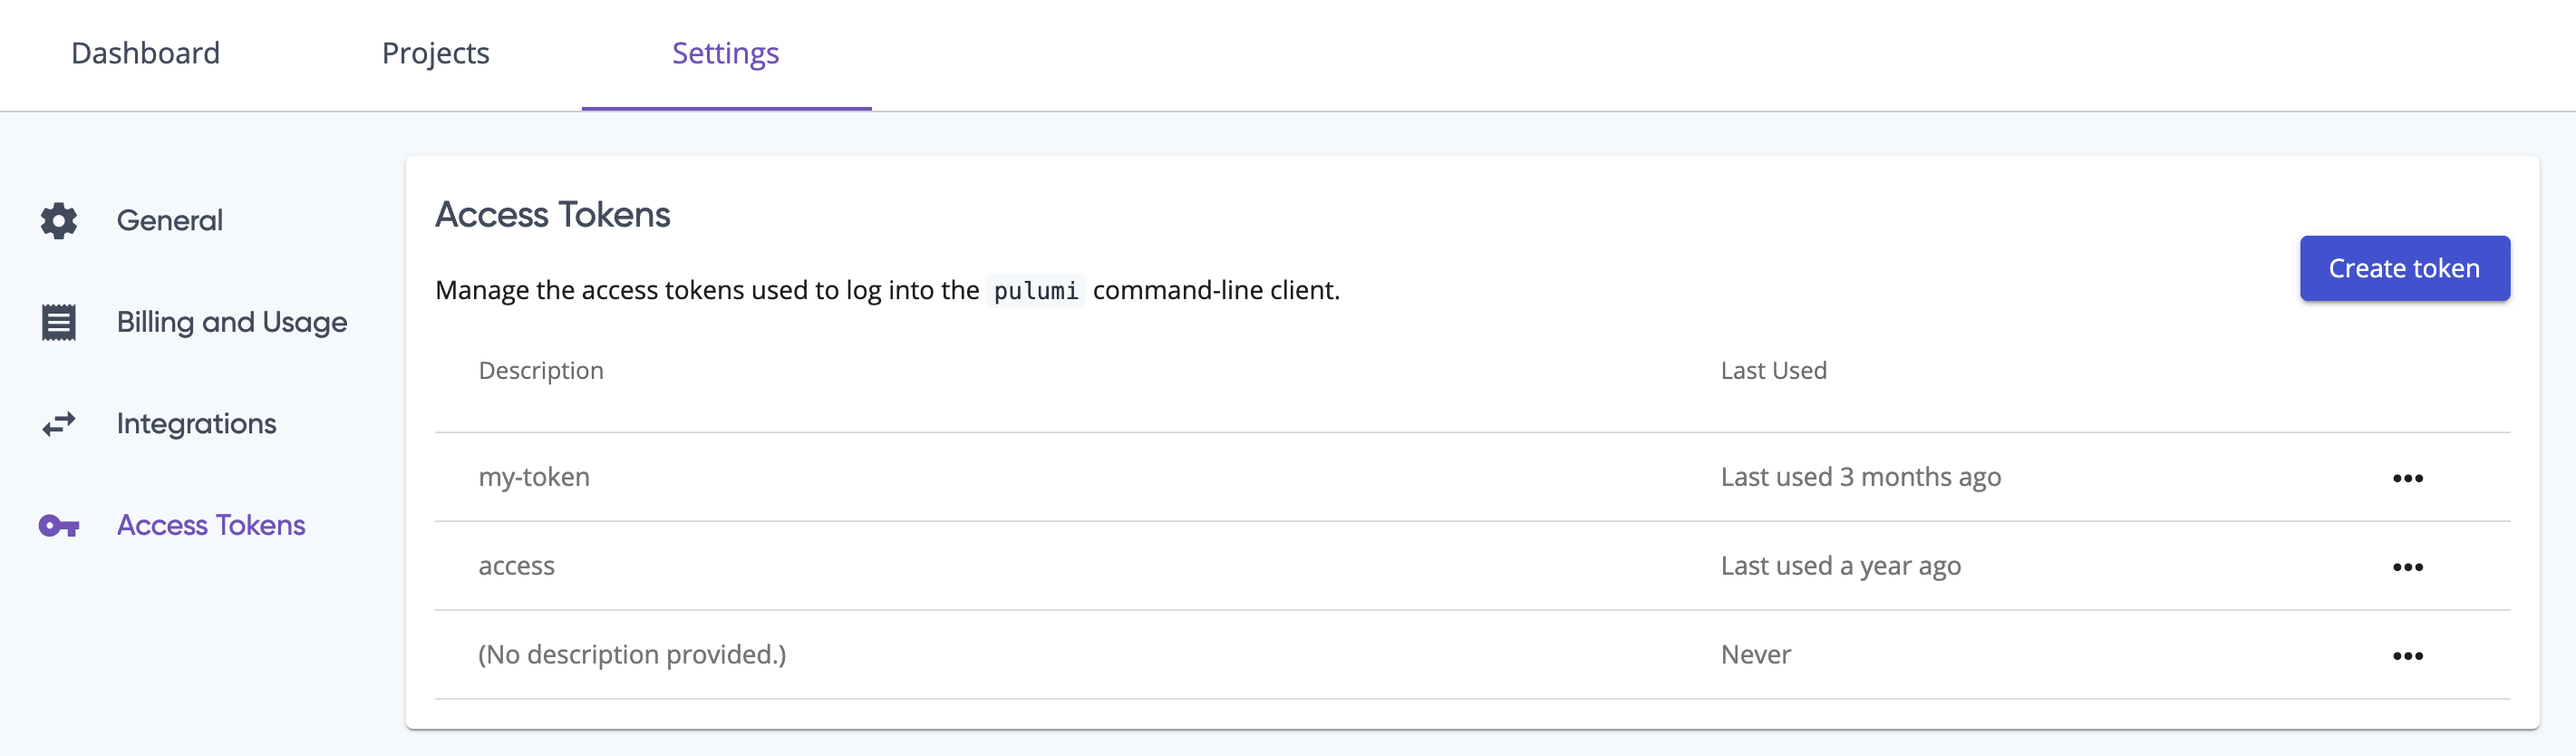 Dashboard Projects Settings
General
Billing and Usage
Integrations
Access Tokens
Access Tokens
Manage the access tokens used to log into the pulumi command-line client.
Create token
Description Last Used
my-token Last used 3 months ago
access Last used a year ago
(No description provided.) Never